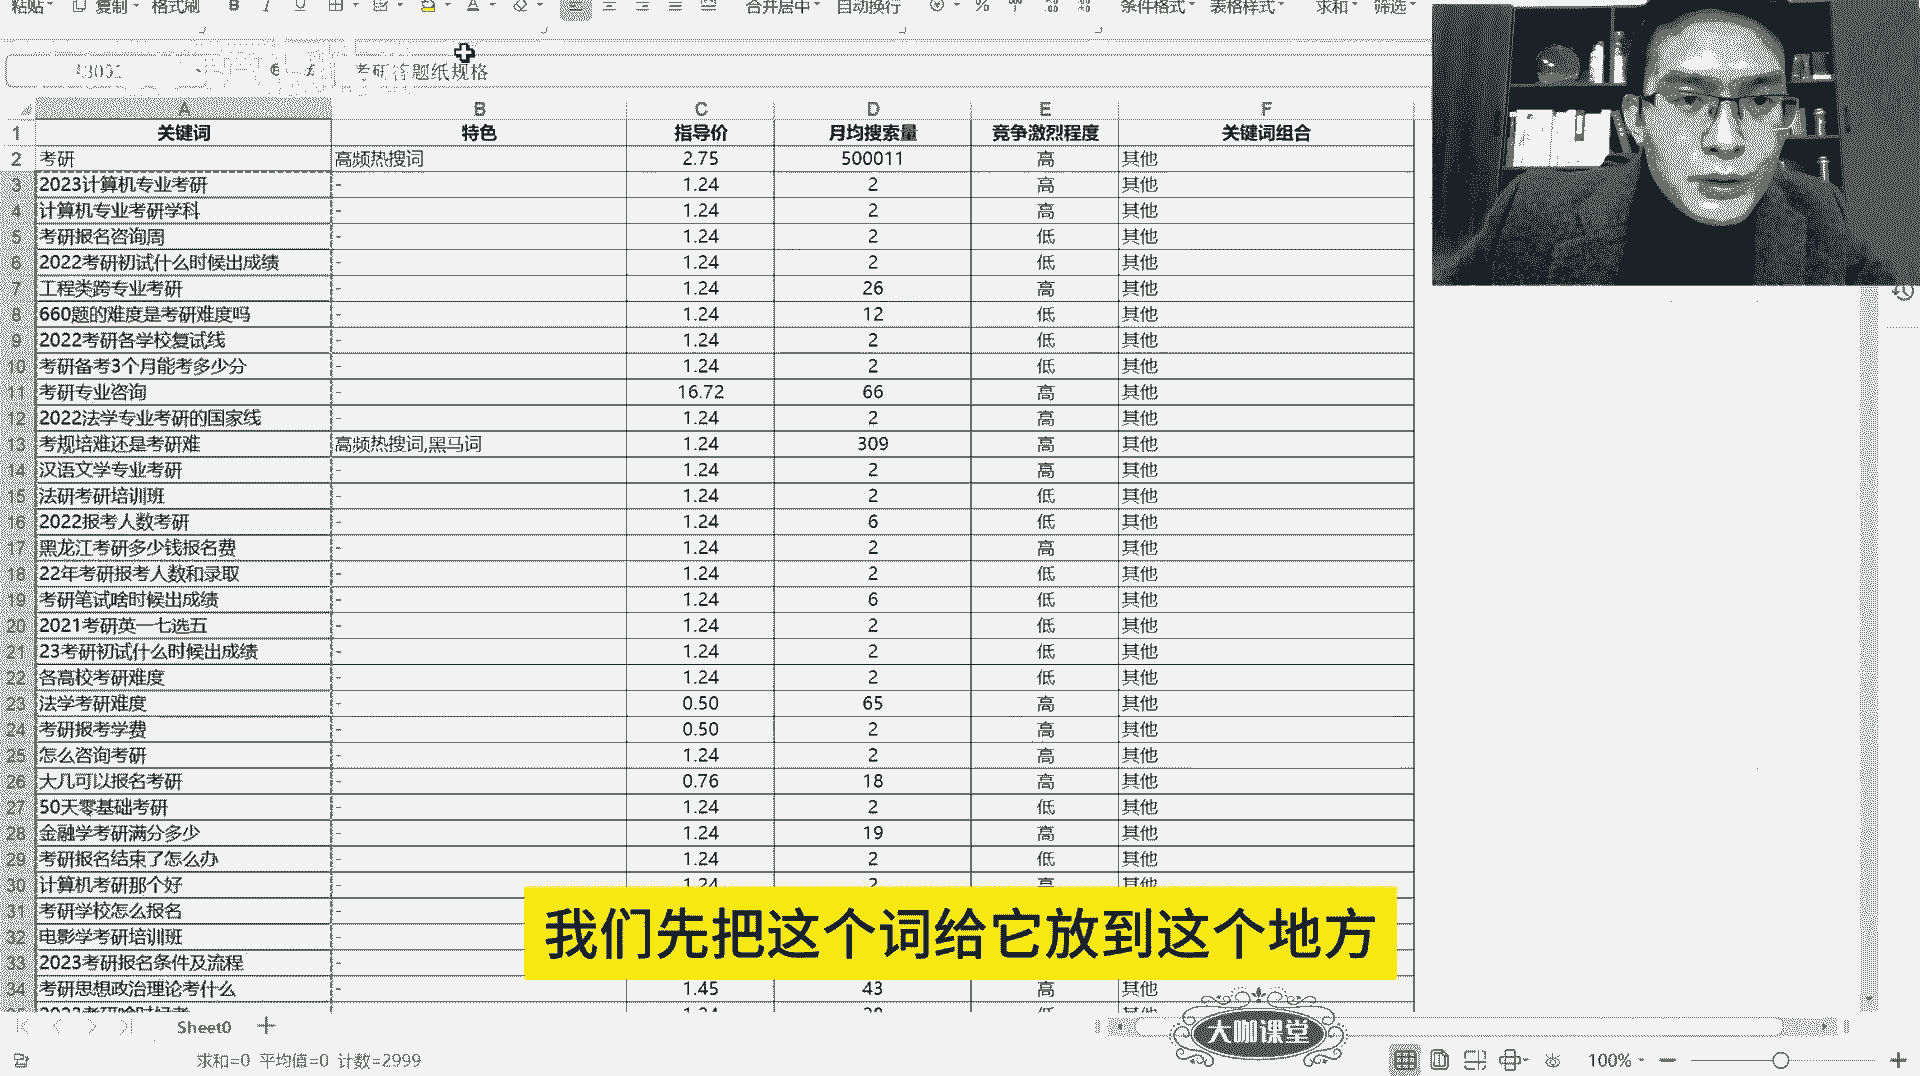 粘贴 复制 格式刷 B I U A 合并居中 自动换行 % 条件格式 表格样式 求和 筛选
考研答题纸规格
A B C D E F
1 关键词 特色 指导价 月均搜索量 竞争激烈程度 关键词组合
2 考研 高频热搜词 2.75 500011 高 其他
3 2023计算机专业考研 - 1.24 2 高 其他
4 计算机专业考研学科 - 1.24 2 高 其他
5 考研报名咨询周 - 1.24 2 低 其他
6 2022考研初试什么时候出成绩 - 1.24 2 低 其他
7 工程类跨专业考研 - 1.24 26 高 其他
8 660题的难度是考研难度吗 - 1.24 12 低 其他
9 2022考研各学校复试线 - 1.24 2 低 其他
10 考研备考3个月能考多少分 - 1.24 2 低 其他
11 考研专业咨询 - 16.72 66 高 其他
12 2022法学专业考研的国家线 - 1.24 2 高 其他
13 考规培难还是考研难 高频热搜词,黑马词 1.24 309 高 其他
14 汉语文学专业考研 - 1.24 2 高 其他
15 法研考研培训班 - 1.24 2 低 其他
16 2022报考人数考研 - 1.24 6 低 其他
17 黑龙江考研多少钱报名费 - 1.24 2 高 其他
18 22年考研报考人数和录取 - 1.24 2 低 其他
19 考研笔试啥时候出成绩 - 1.24 6 低 其他
20 2021考研英一七选五 - 1.24 2 低 其他
21 23考研初试什么时候出成绩 - 1.24 2 低 其他
22 各高校考研难度 - 1.24 2 低 其他
23 法学考研难度 - 0.50 65 高 其他
24 考研报考学费 - 0.50 2 高 其他
25 怎么咨询考研 - 1.24 2 高 其他
26 大几可以报名考研 - 0.76 18 高 其他
27 50天零基础考研 - 1.24 2 低 其他
28 金融学考研满分多少 - 1.24 19 高 其他
29 考研报名结束了怎么办 - 1.24 2 低 其他
30 计算机考研那个好 - 1.24 2 高 其他
31 考研学校怎么报名 -
32 电影学考研培训班 -
33 2023考研报名条件及流程 -
我们先把这个词给它放到这个地方
34 考研思想政治理论考什么 - 1.45 43 高 其他
Sheet0
大咖课堂
求和=0 平均值=0 计数=2999 100%